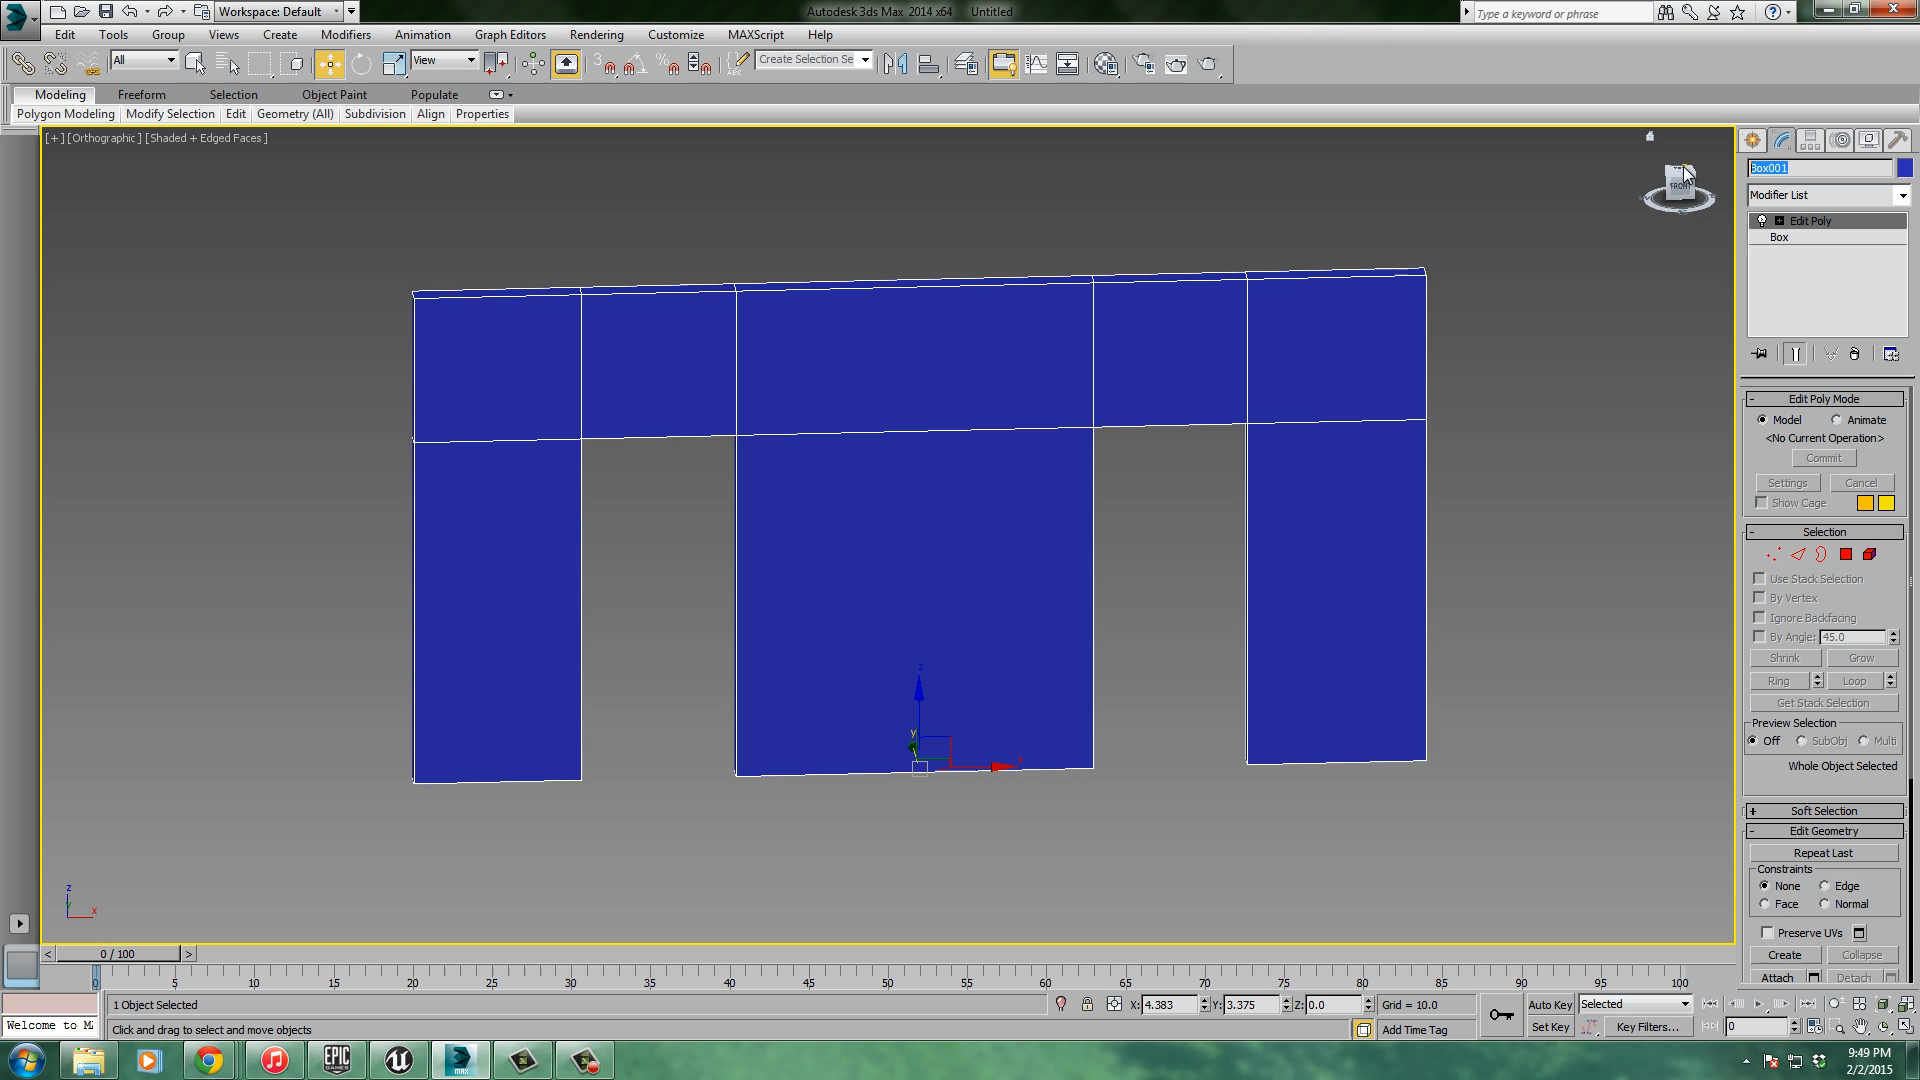 Workspace: Default
Autodesk 3ds Max 2014 x64 Untitled
Type a keyword or phrase
Edit Tools Group Views Create Modifiers Animation Graph Editors Rendering Customize MAXScript Help
All View Create Selection Se
Modeling Freeform Selection Object Paint Populate
Polygon Modeling Modify Selection Edit Geometry (All) Subdivision Align Properties
[+] [Orthographic] [Shaded + Edged Faces]
FRONT
Box001
Modifier List
Edit Poly
Box
- Edit Poly Mode
Model Animate
<No Current Operation>
Commit
Settings Cancel
Show Cage
- Selection
Use Stack Selection
By Vertex
Ignore Backfacing
By Angle: 45.0
Shrink Grow
Ring Loop
Get Stack Selection
Preview Selection
Off SubObj Multi
Whole Object Selected
+ Soft Selection
- Edit Geometry
Repeat Last
Constraints
None Edge
Face Normal
Preserve UVs
Create Collapse
Attach Detach
z
y
z
x
< 0 / 100 >
0 5 10 15 20 25 30 35 40 45 50 55 60 65 70 75 80 85 90 95 100
1 Object Selected X: 4.383 Y: 3.375 Z: 0.0 Grid = 10.0 Auto Key Selected
Welcome to Click and drag to select and move objects Add Time Tag Set Key Key Filters... 0
EPIC GAMES
MAX
9:49 PM
2/2/2015